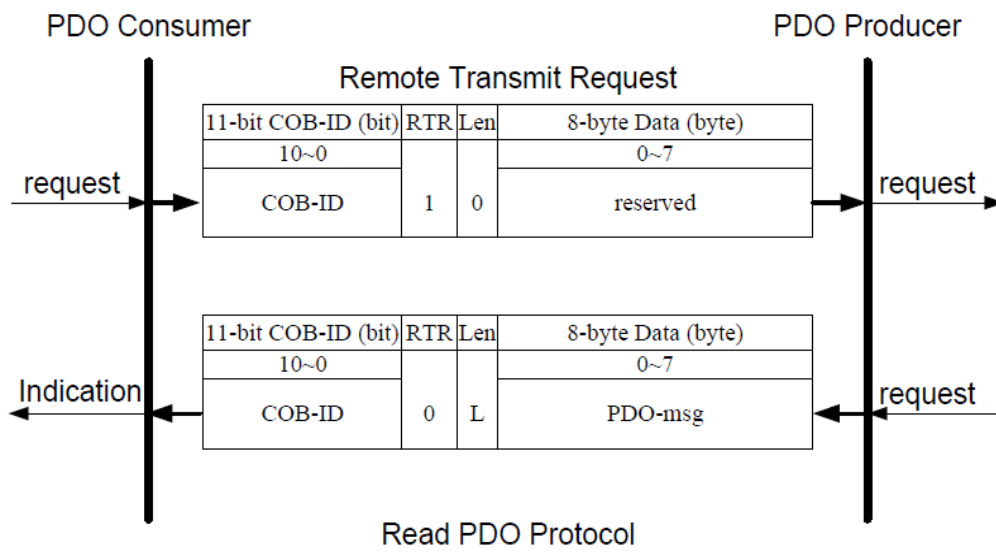 PDO Consumer
PDO Producer
Remote Transmit Request
11-bit COB-ID (bit) RTR Len 8-byte Data (byte)
10~0 0~7
request COB-ID 1 0 reserved request
11-bit COB-ID (bit) RTR Len 8-byte Data (byte)
10~0 0~7
Indication COB-ID 0 L PDO-msg request
Read PDO Protocol